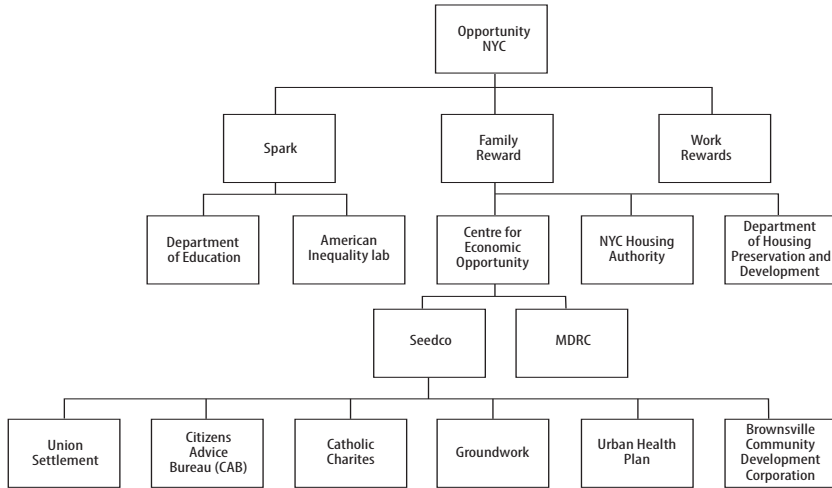 Opportunity
NYC
Spark
Family
Reward
Work
Rewards
Department
of Education
American
Inequality lab
Centre for
Economic
Opportunity
NYC Housing
Authority
Department
of Housing
Preservation and
Development
Seedco
MDRC
Union
Settlement
Citizens
Advice
Bureau (CAB)
Catholic
Charites
Groundwork
Urban Health
Plan
Brownsville
Community
Development
Corporation